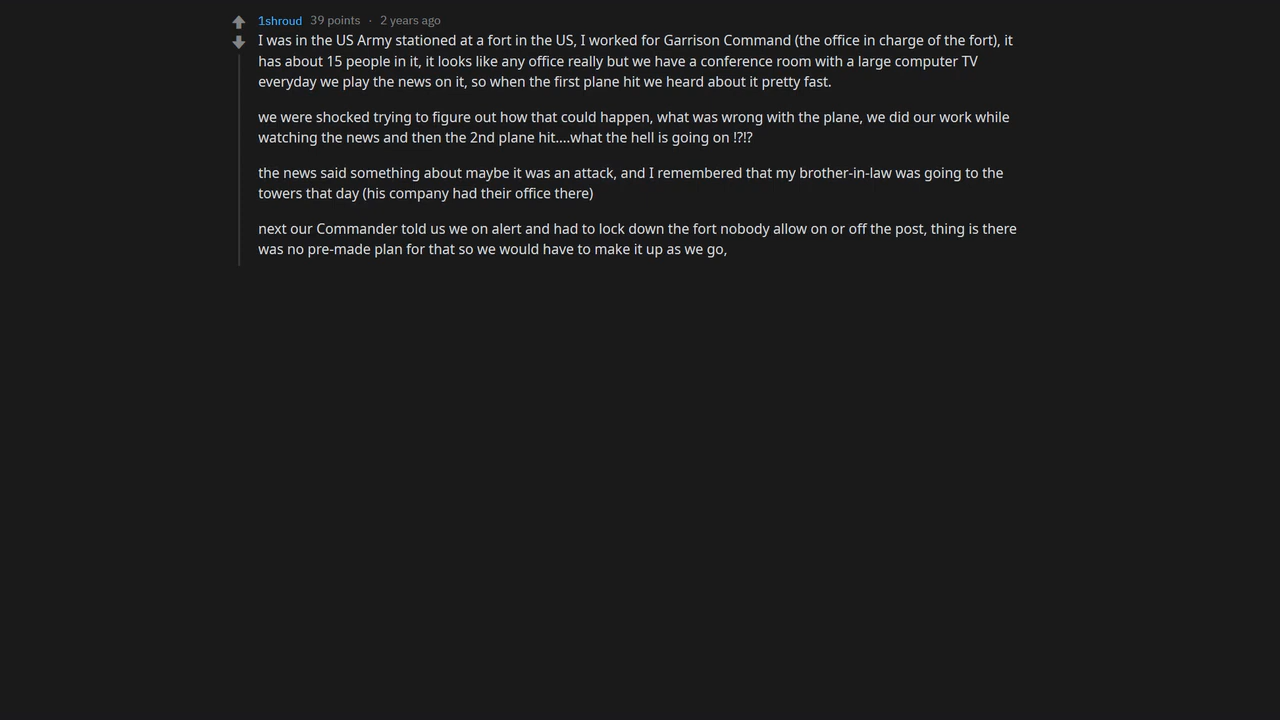 1shroud 39 points · 2 years ago
I was in the US Army stationed at a fort in the US, I worked for Garrison Command (the office in charge of the fort), it
has about 15 people in it, it looks like any office really but we have a conference room with a large computer TV
everyday we play the news on it, so when the first plane hit we heard about it pretty fast.
we were shocked trying to figure out how that could happen, what was wrong with the plane, we did our work while
watching the news and then the 2nd plane hit....what the hell is going on !?!?
the news said something about maybe it was an attack, and I remembered that my brother-in-law was going to the
towers that day (his company had their office there)
next our Commander told us we on alert and had to lock down the fort nobody allow on or off the post, thing is there
was no pre-made plan for that so we would have to make it up as we go,